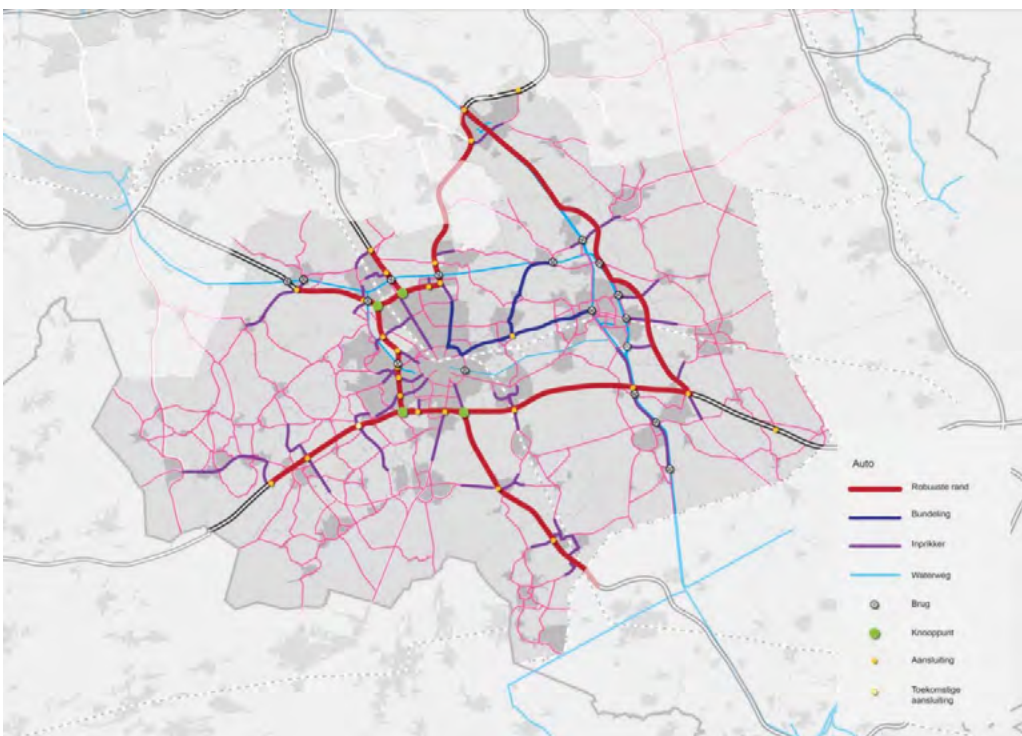 Auto
Robuuste rand
Bundeling
Inprikker
Waterweg
Brug
Knooppunt
Aansluiting
Toekomstige
aansluiting